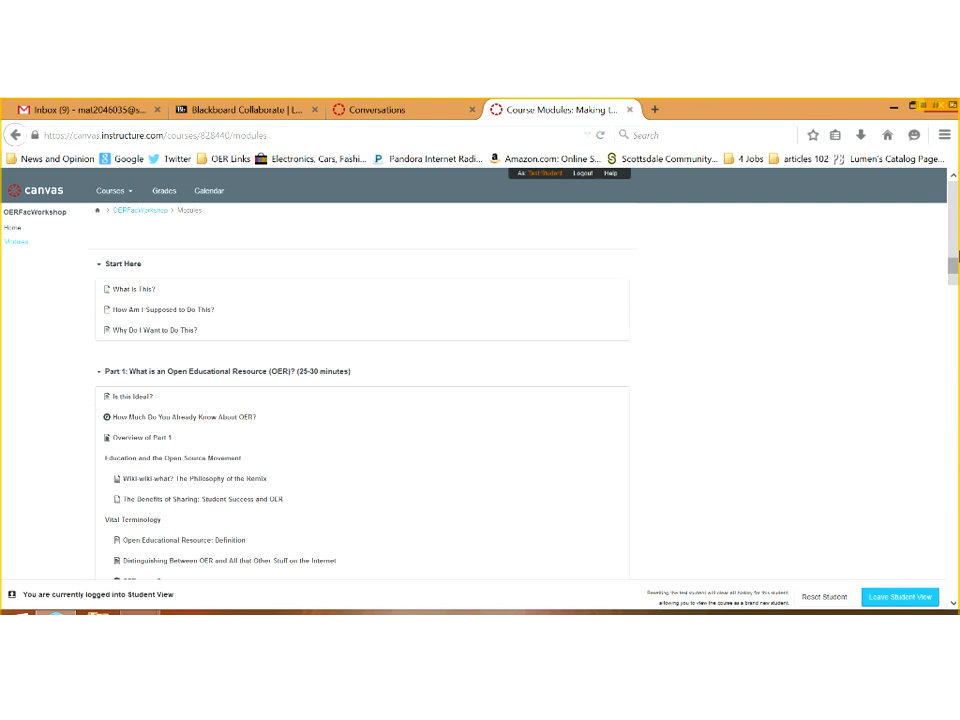 Inbox (9) - mat2046035@s... Blackboard Collaborate | L... Conversations Course Modules: Making t...
https://canvas.instructure.com/courses/828440/modules Search
News and Opinion Google Twitter OER Links Electronics, Cars, Fashi... Pandora Internet Radi... Amazon.com: Online S... Scottsdale Community... 4 Jobs articles 102 Lumen's Catalog Page...
As Test Student Logout Help
canvas Courses Grades Calendar
OERFacWorkshop OERFacWorkshop Modules
Home
Modules
Start Here
What Is This?
How Am I Supposed to Do This?
Why Do I Want to Do This?
Part 1: What is an Open Educational Resource (OER)? (25-30 minutes)
Is this Ideal?
How Much Do You Already Know About OER?
Overview of Part 1
Education and the Open Source Movement
Wiki-wiki-what? The Philosophy of the Remix
The Benefits of Sharing: Student Success and OER
Vital Terminology
Open Educational Resource: Definition
Distinguishing Between OER and All that Other Stuff on the Internet
You are currently logged into Student View
Resetting the test student will clear all history for this student,
allowing you to view the course as a brand new student.
Reset Student Leave Student View